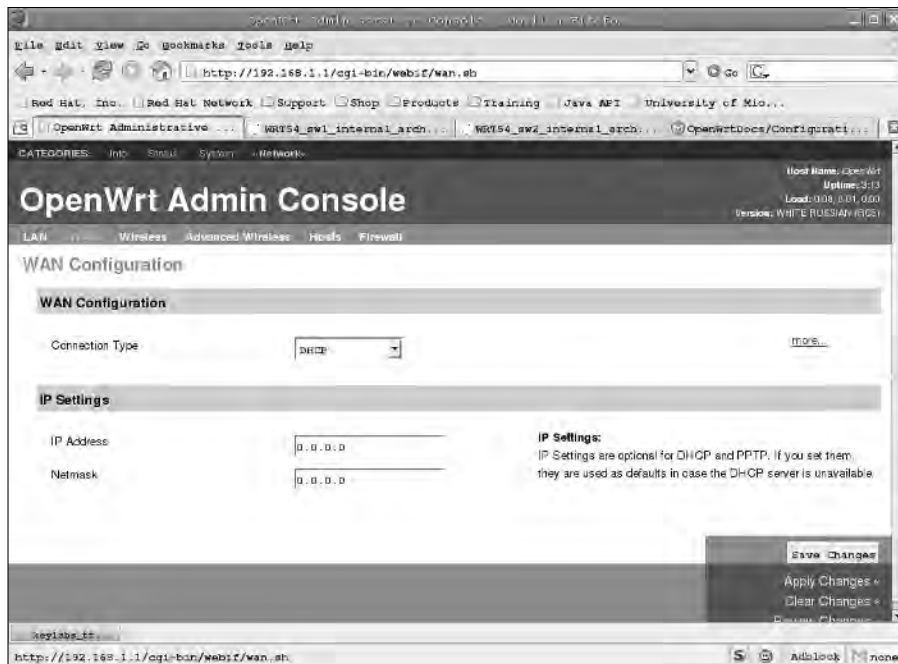 File Edit View Go Bookmarks Tools Help
http://192.168.1.1/cgi-bin/webif/wan.sh Go
Red Hat, Inc. Red Hat Network Support Shop Products Training Java API University of Mic...
OpenWrt Administrative ... WRT54_sw1_internal_arch... WRT54_sw2_internal_arch... OpenWrtDocs/Configurati...
CATEGORIES: Info Status System Network
Host Name: OpenWrt
Uptime: 3:13
Load: 0.08, 0.01, 0.00
Version: WHITE RUSSIAN (RC5)
OpenWrt Admin Console
LAN Wireless Advanced Wireless Hosts Firewall
WAN Configuration
WAN Configuration
Connection Type DHCP more...
IP Settings
IP Address 0.0.0.0
Netmask 0.0.0.0
IP Settings:
IP Settings are optional for DHCP and PPTP. If you set them,
they are used as defaults in case the DHCP server is unavailable
Save Changes
Apply Changes «
Clear Changes «
Review Changes «
http://192.168.1.1/cgi-bin/webif/wan.sh S Adblock none